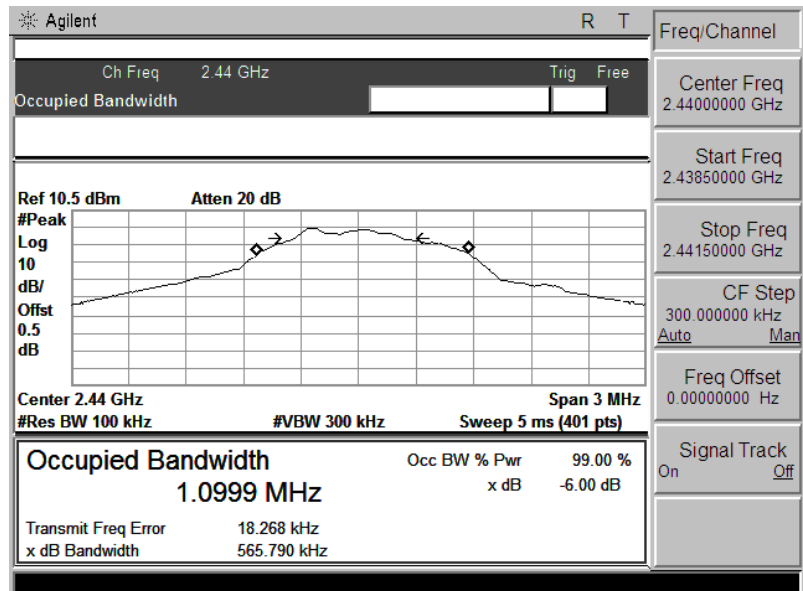 Agilent R T
Ch Freq 2.44 GHz Trig Free
Occupied Bandwidth
Ref 10.5 dBm Atten 20 dB
#Peak
Log
10
dB/
Offst
0.5
dB
Center 2.44 GHz Span 3 MHz
#Res BW 100 kHz #VBW 300 kHz Sweep 5 ms (401 pts)
Occupied Bandwidth Occ BW % Pwr 99.00 %
1.0999 MHz x dB -6.00 dB
Transmit Freq Error 18.268 kHz
x dB Bandwidth 565.790 kHz
Freq/Channel
Center Freq
2.44000000 GHz
Start Freq
2.43850000 GHz
Stop Freq
2.44150000 GHz
CF Step
300.000000 kHz
Auto Man
Freq Offset
0.00000000 Hz
Signal Track
On Off